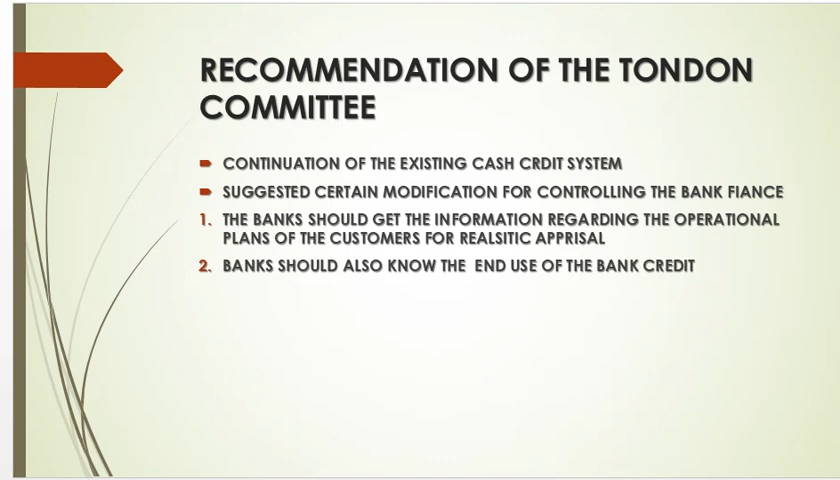 RECOMMENDATION OF THE TONDON
COMMITTEE
CONTINUATION OF THE EXISTING CASH CRDIT SYSTEM
SUGGESTED CERTAIN MODIFICATION FOR CONTROLLING THE BANK FIANCE
1. THE BANKS SHOULD GET THE INFORMATION REGARDING THE OPERATIONAL
PLANS OF THE CUSTOMERS FOR REALSITIC APPRISAL
2. BANKS SHOULD ALSO KNOW THE END USE OF THE BANK CREDIT